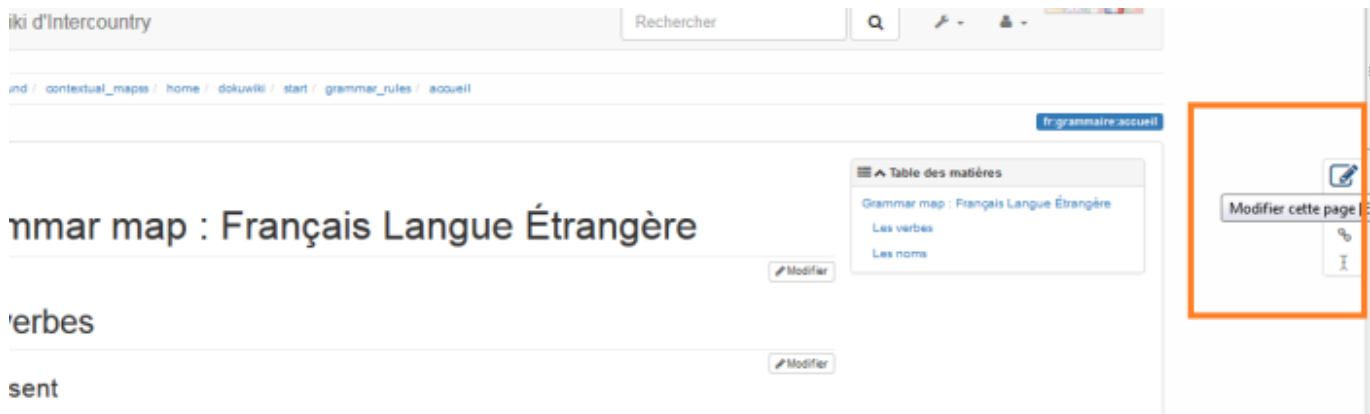 iki d'Intercountry
Rechercher
und / contextual_mapss / home / dokuwiki / start / grammar_rules / accueil
fr:grammaire:accueil
Table des matières
Grammar map : Français Langue Étrangère
Les verbes
Les noms
mmar map : Français Langue Étrangère
Modifier cette page [
Modifier
verbes
Modifier
sent